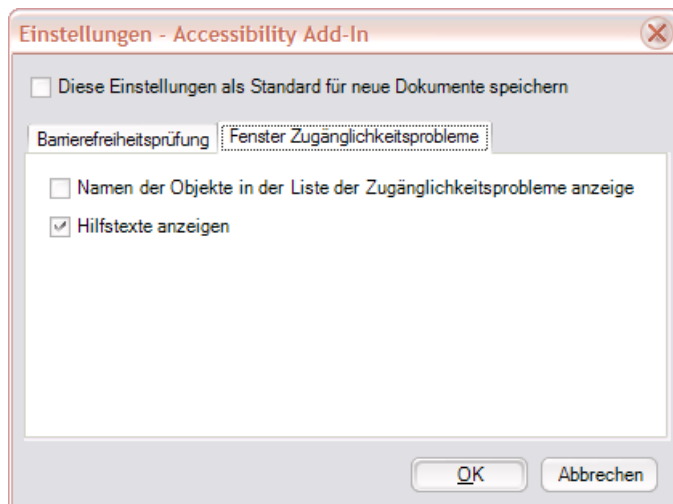 Einstellungen - Accessibility Add-In
Diese Einstellungen als Standard für neue Dokumente speichern
Barrierefreiheitsprüfung
Fenster Zugänglichkeitsprobleme
Namen der Objekte in der Liste der Zugänglichkeitsprobleme anzeige
Hilfstexte anzeigen
OK
Abbrechen